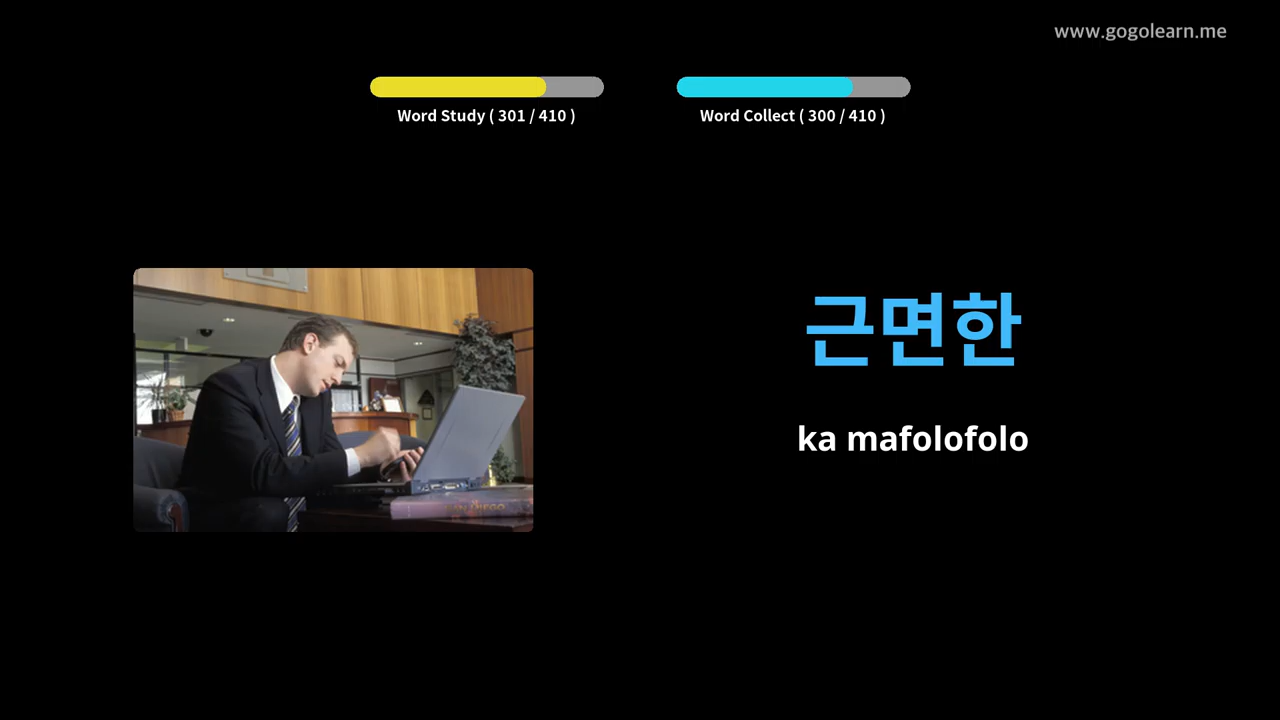 www.gogolearn.me
Word Study ( 301 / 410 )
Word Collect ( 300 / 410 )
근면한
ka mafolofolo